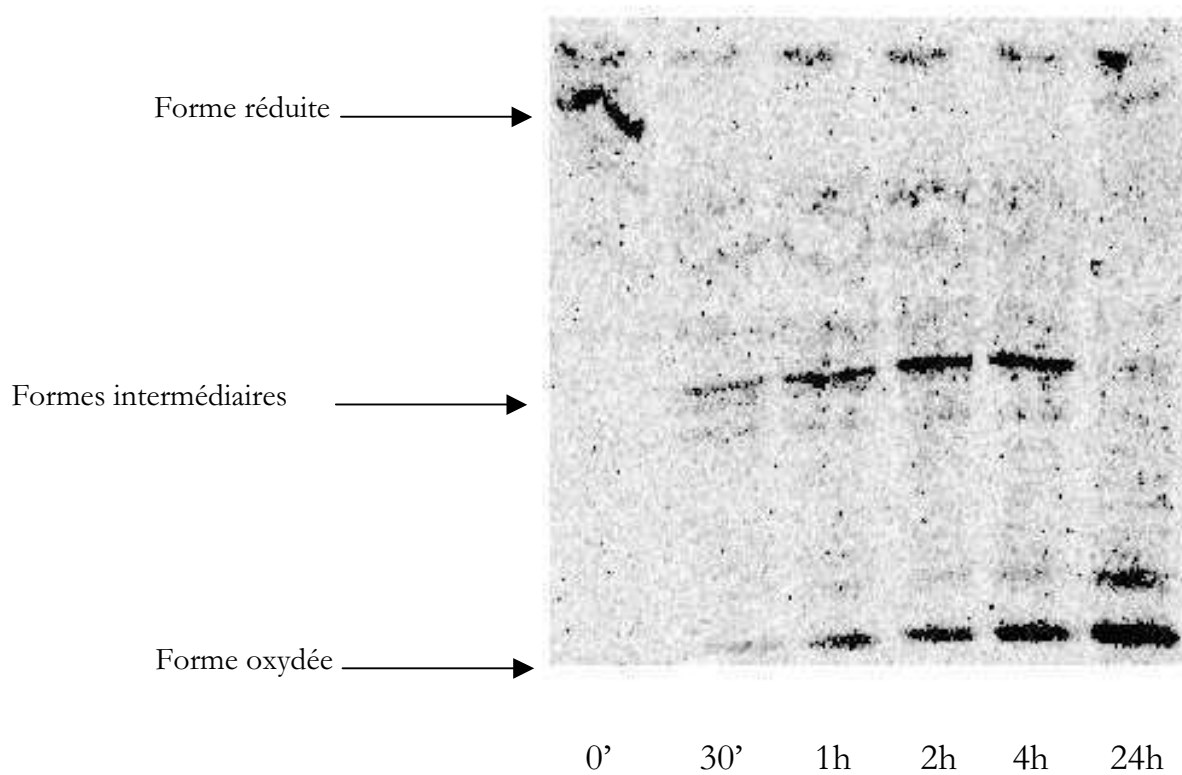 Forme réduite
Formes intermédiaires
Forme oxydée
0’ 30’ 1h 2h 4h 24h